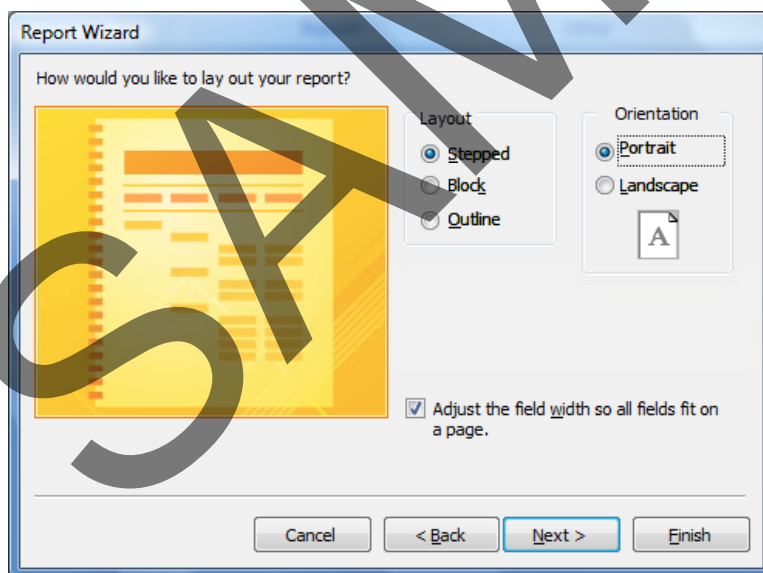 Report Wizard
How would you like to lay out your report?
Layout
Stepped
Block
Outline
Orientation
Portrait
Landscape
A
Adjust the field width so all fields fit on
a page.
Cancel
< Back
Next >
Finish
SAM